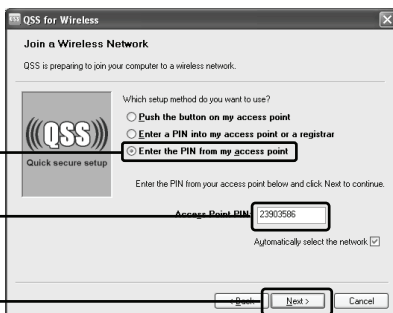 QSS for Wireless
Join a Wireless Network
QSS is preparing to join your computer to a wireless network.
QSS
Quick secure setup
Which setup method do you want to use?
Push the button on my access point
Enter a PIN into my access point or a registrar
Enter the PIN from my access point
Enter the PIN from your access point below and click Next to continue.
Access Point PIN: 23903586
Automatically select the network
< Back Next > Cancel